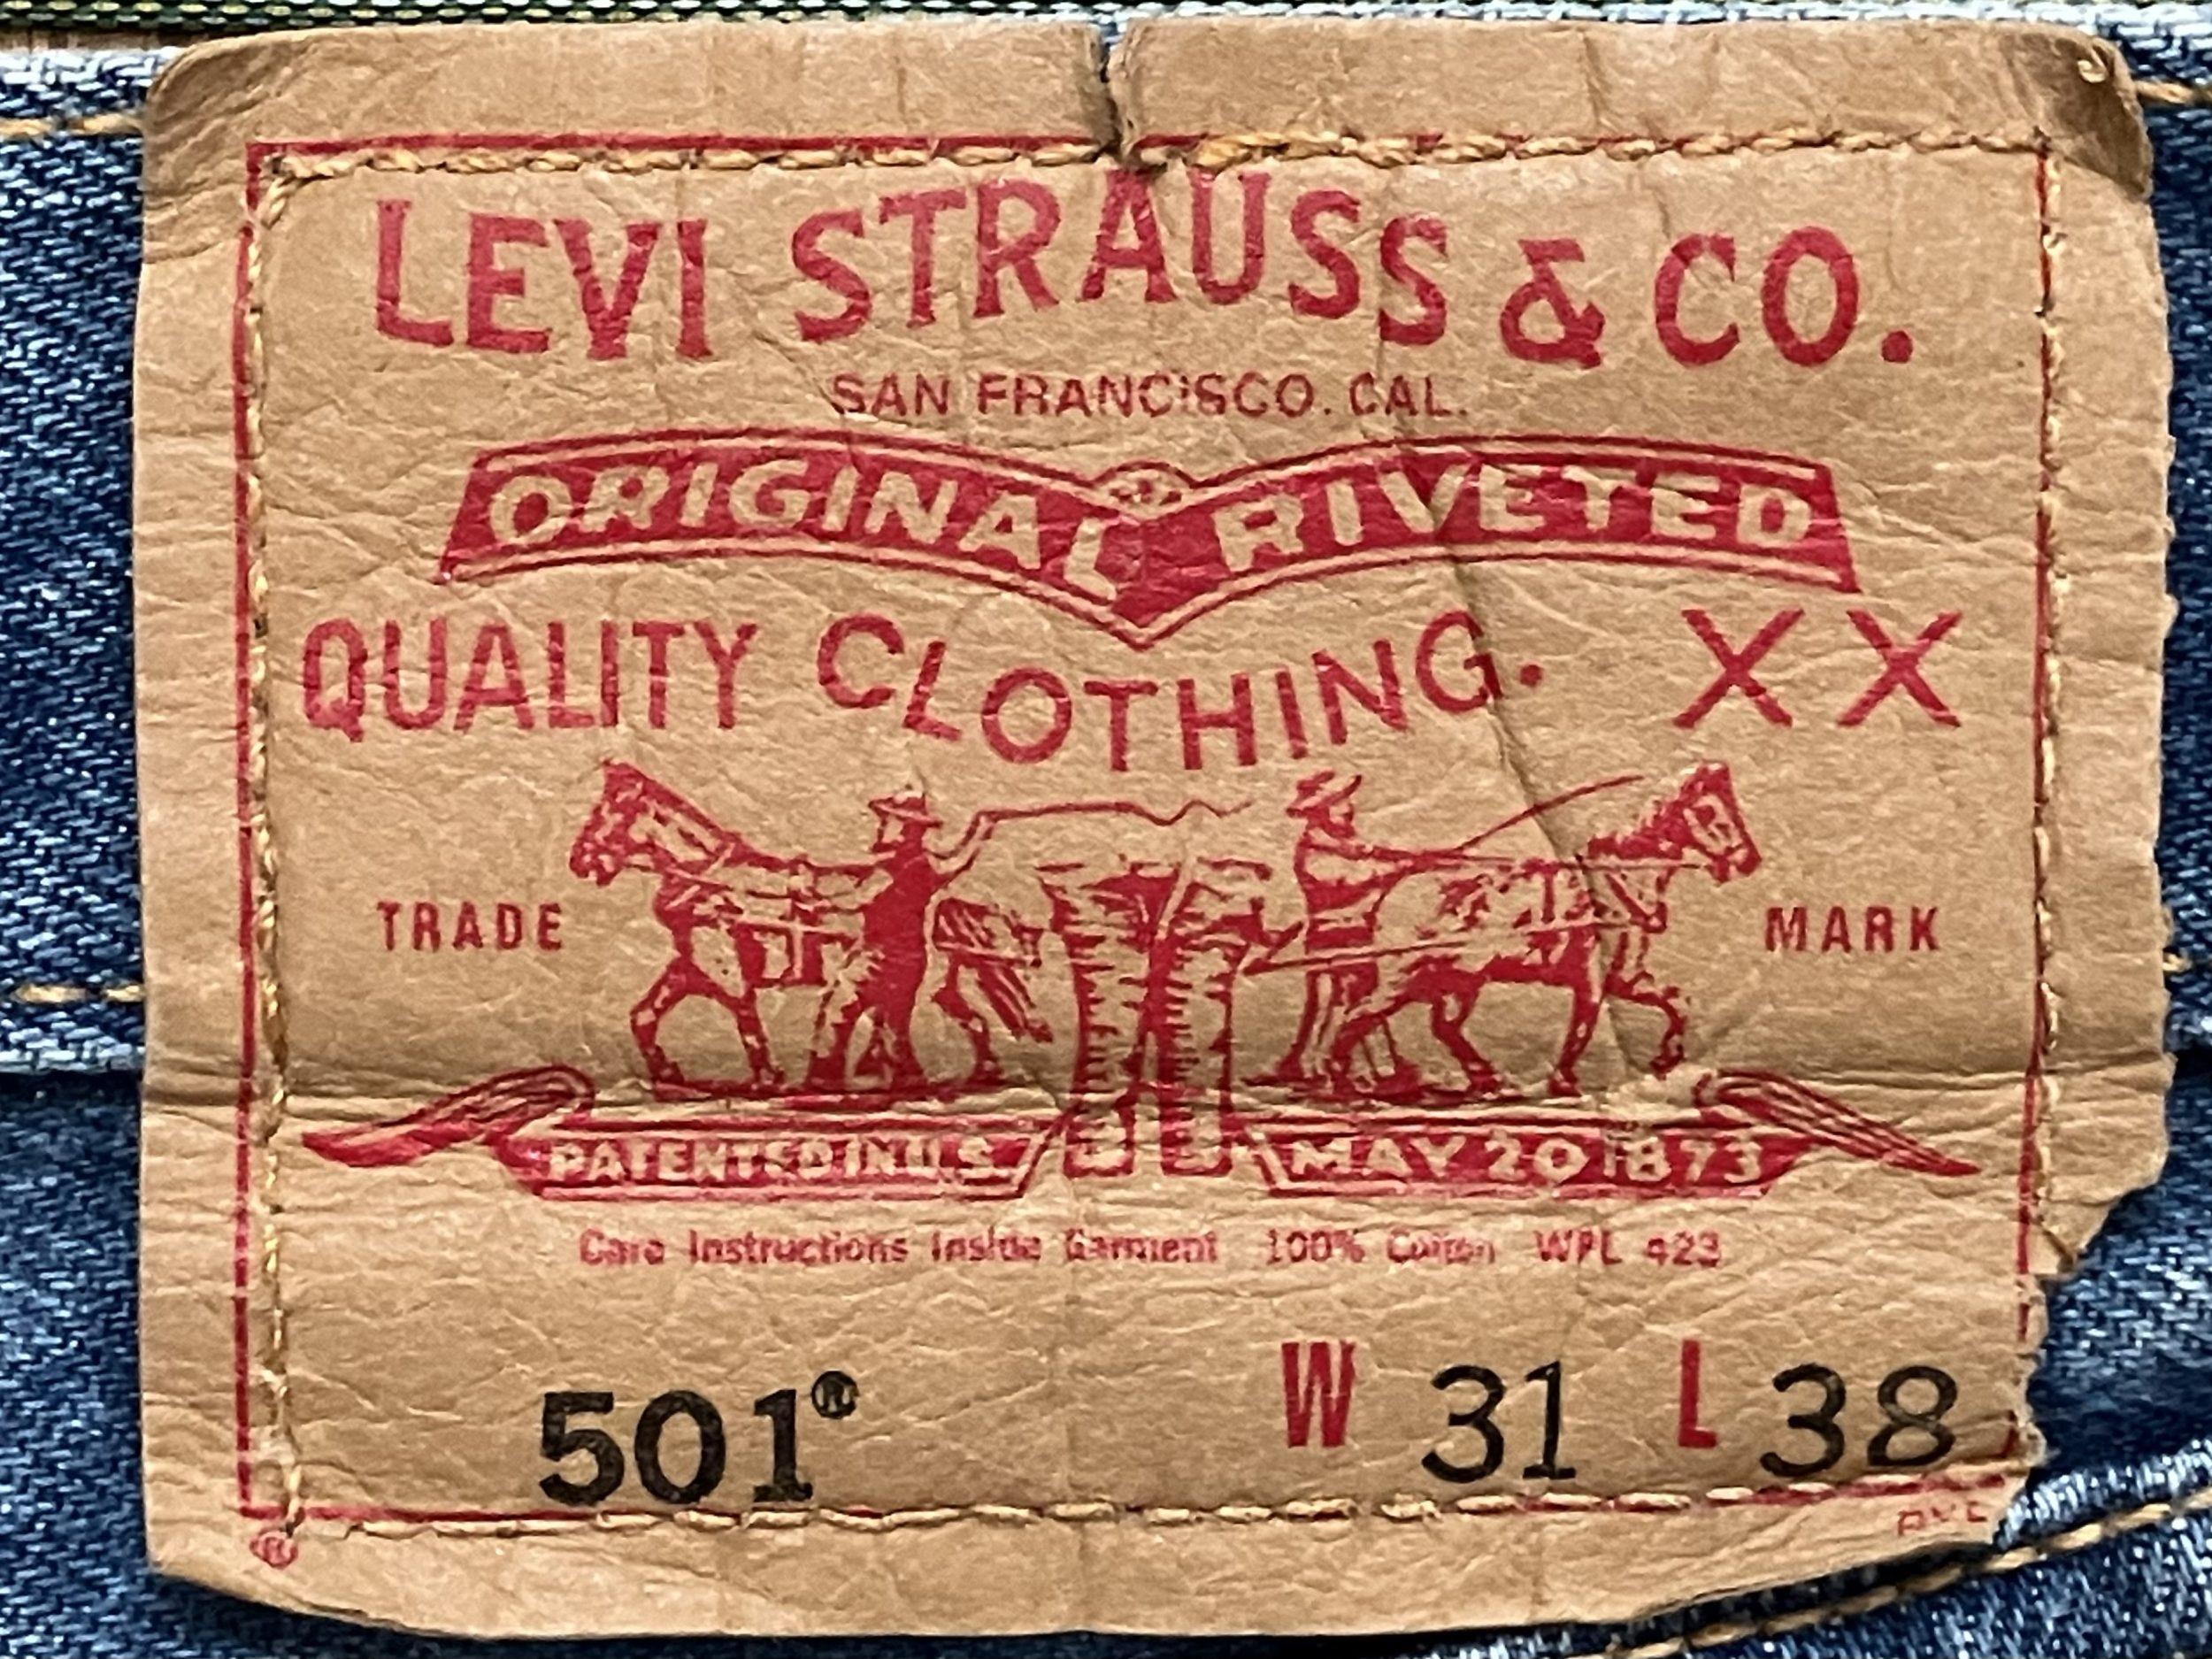 LEVI STRAUSS & CO.
SAN FRANCISCO. CAL.
ORIGINAL RIVETED
QUALITY CLOTHING. XX
TRADE MARK
PATENTED IN U.S. MAY 20 1873
Care Instructions Inside Garment 100% Cotton WPL 423
501® W 31 L 38
®